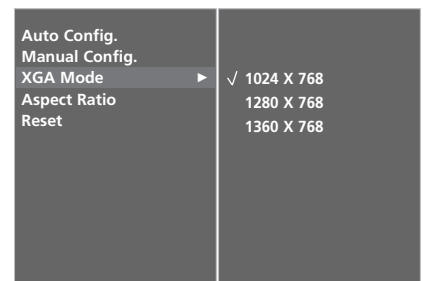 Auto Config.
Manual Config.
XGA Mode ►
Aspect Ratio
Reset
√ 1024 X 768
1280 X 768
1360 X 768